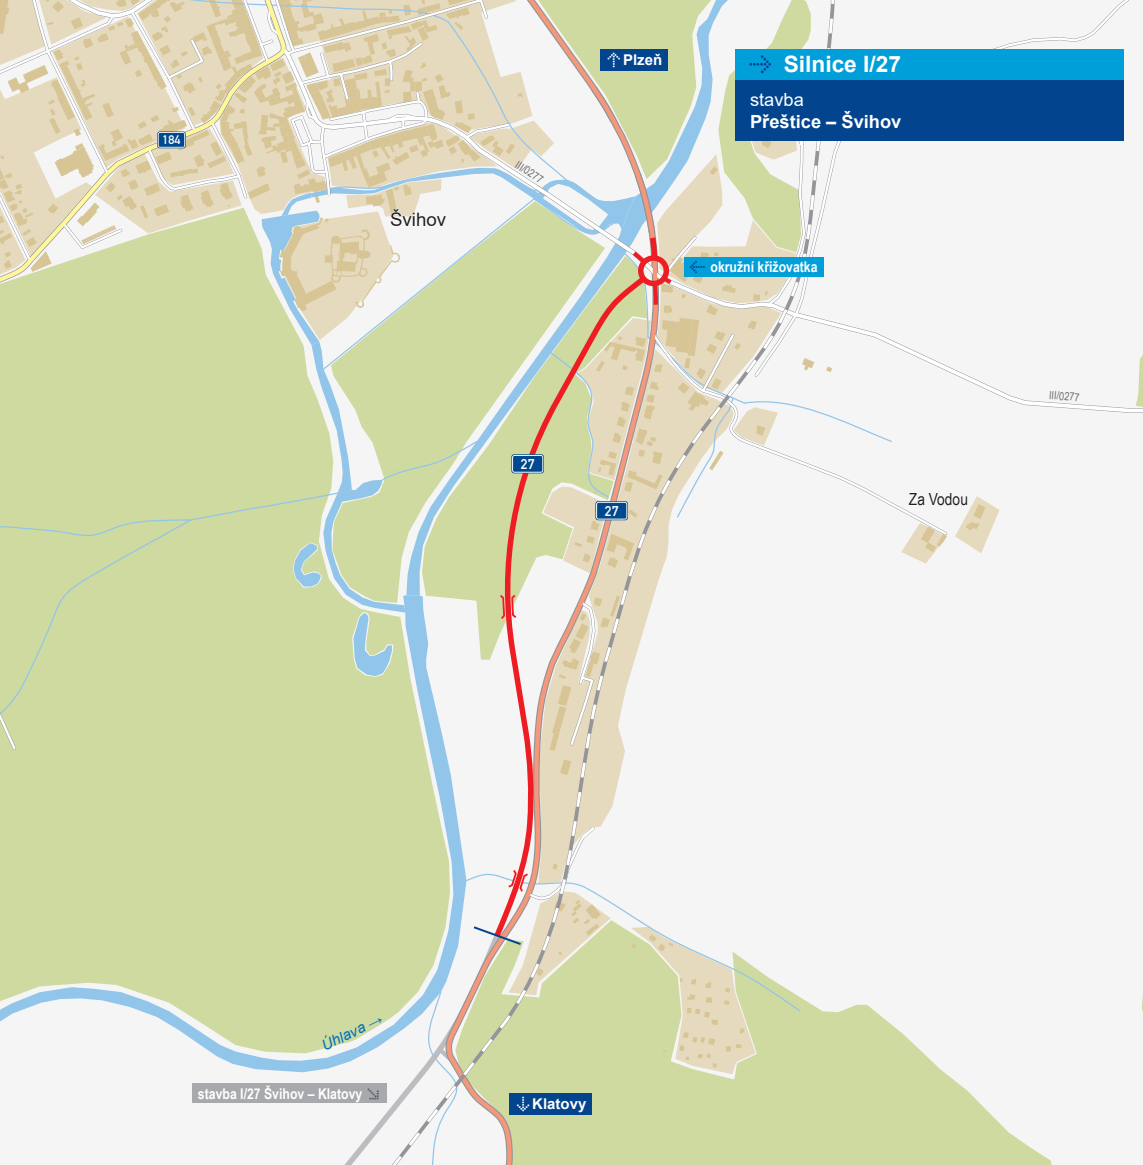 Plzeň
Silnice I/27
stavba
Přeštice – Švihov
184
III/0277
Švihov
okružní křižovatka
III/0277
27
27
Za Vodou
Úhlava →
stavba I/27 Švihov – Klatovy
Klatovy